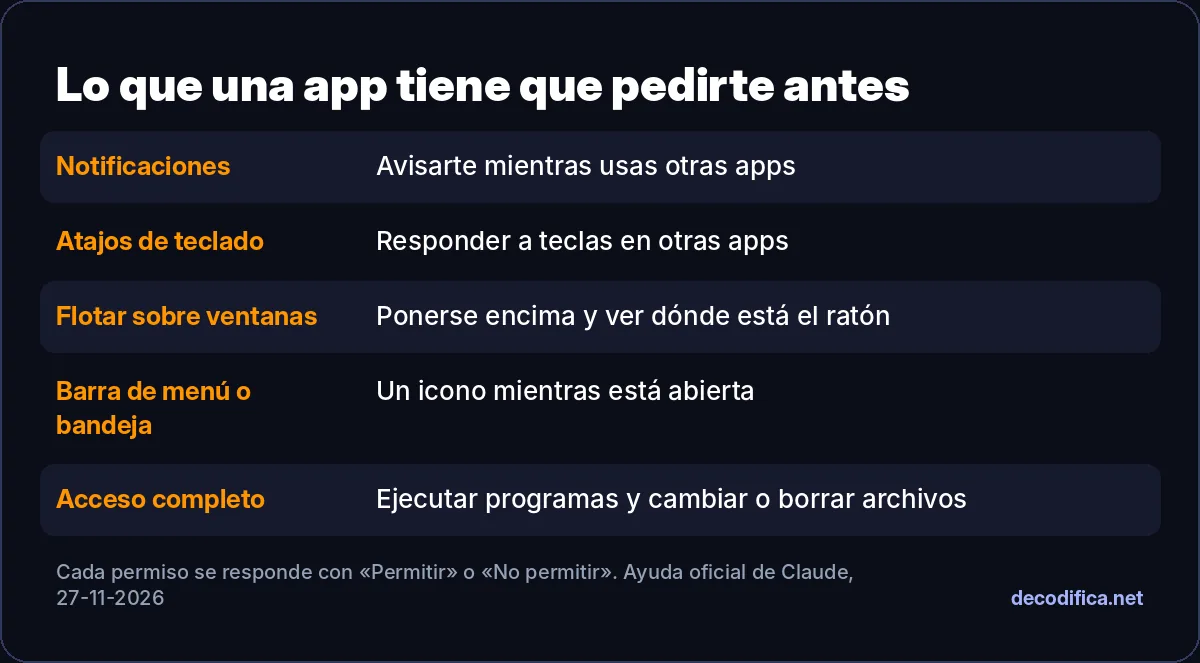 Lo que una app tiene que pedirte antes
Notificaciones Avisarte mientras usas otras apps
Atajos de teclado Responder a teclas en otras apps
Flotar sobre ventanas Ponerse encima y ver dónde está el ratón
Barra de menú o Un icono mientras está abierta
bandeja
Acceso completo Ejecutar programas y cambiar o borrar archivos
Cada permiso se responde con «Permitir» o «No permitir». Ayuda oficial de Claude,
27-11-2026 decodifica.net